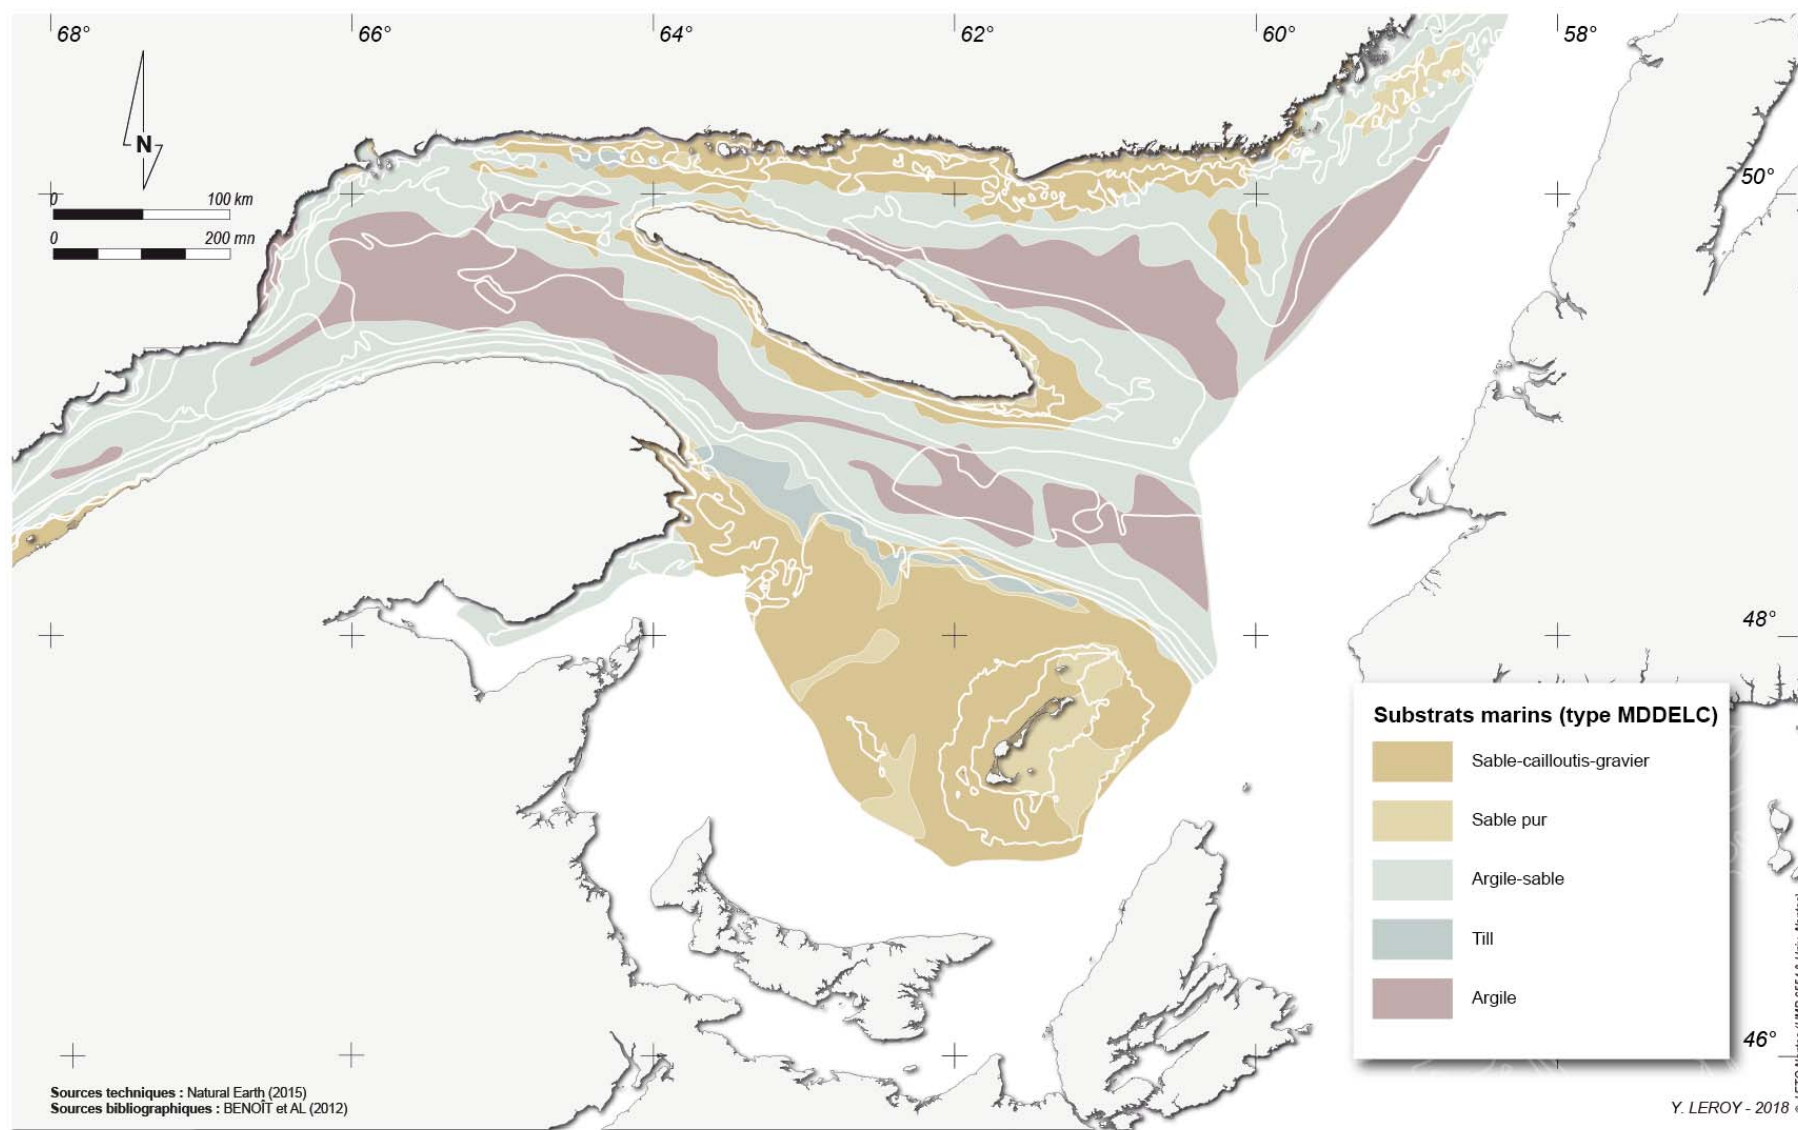 68°
66°
64°
62°
60°
58°
N
0 100 km
0 200 mn
50°
48°
Substrats marins (type MDDELC)
Sable-cailloutis-gravier
Sable pur
Argile-sable
Till
Argile
46°
Sources techniques : Natural Earth (2015)
Sources bibliographiques : BENOÎT et AL (2012)
Y. LEROY - 2018